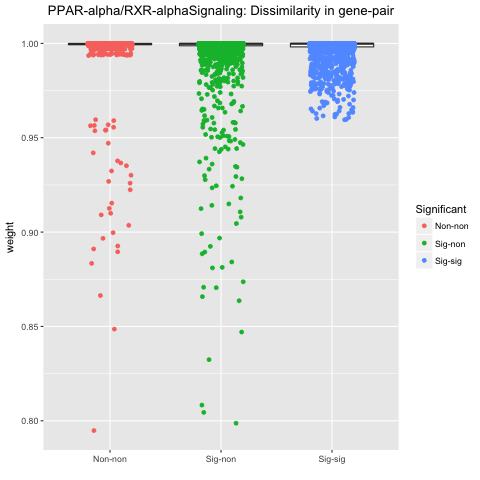 PPAR-alpha/RXR-alphaSignaling: Dissimilarity in gene-pair
1.00
0.95
0.90
0.85
0.80
weight
Non-non
Sig-non
Sig-sig
Significant
Non-non
Sig-non
Sig-sig